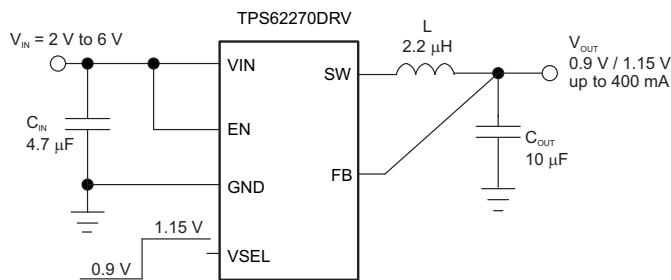 TPS62270DRV
V_IN = 2 V to 6 V
VIN
EN
GND
VSEL
SW
FB
C_IN
4.7 μF
1.15 V
0.9 V
L
2.2 μH
V_OUT
0.9 V / 1.15 V
up to 400 mA
C_OUT
10 μF